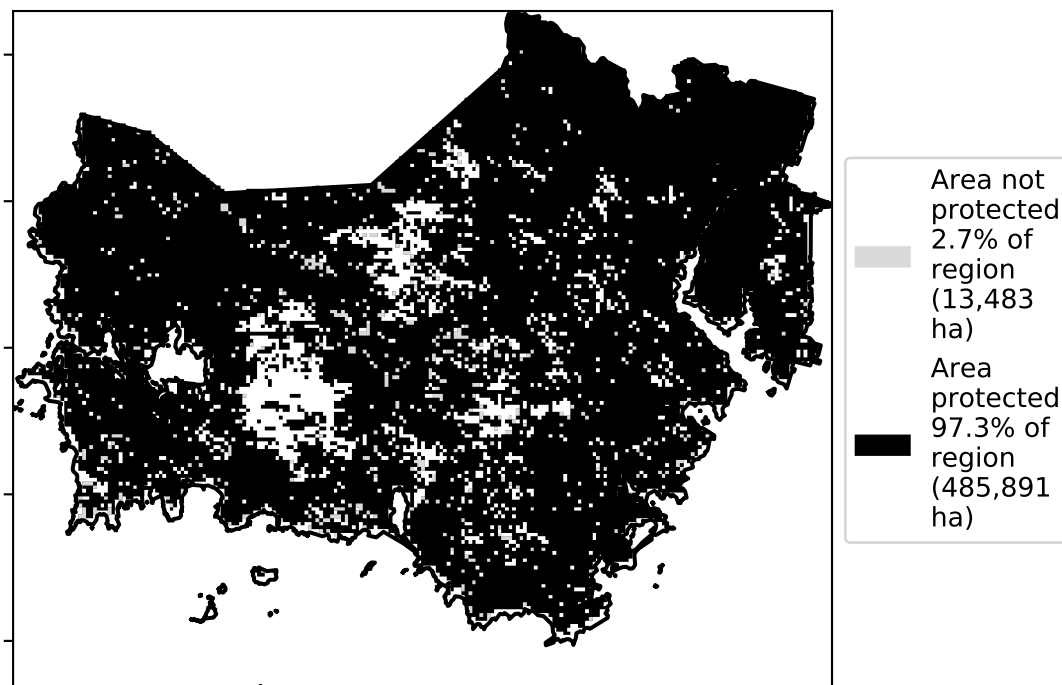 Area not
protected
2.7% of
region
(13,483
ha)
Area
protected
97.3% of
region
(485,891
ha)